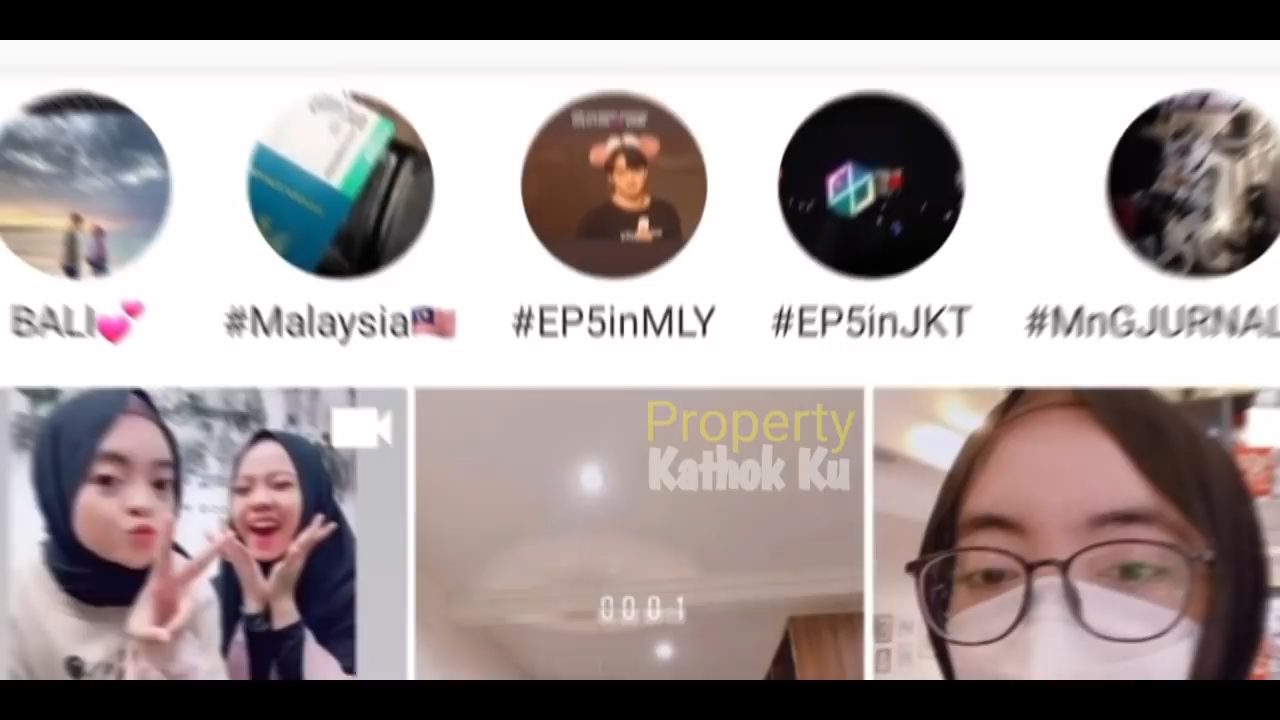 BALI💕
#Malaysia🇲🇾
#EP5inMLY
#EP5inJKT
#MnGJURNAL
Property
Kathok Ku
0001